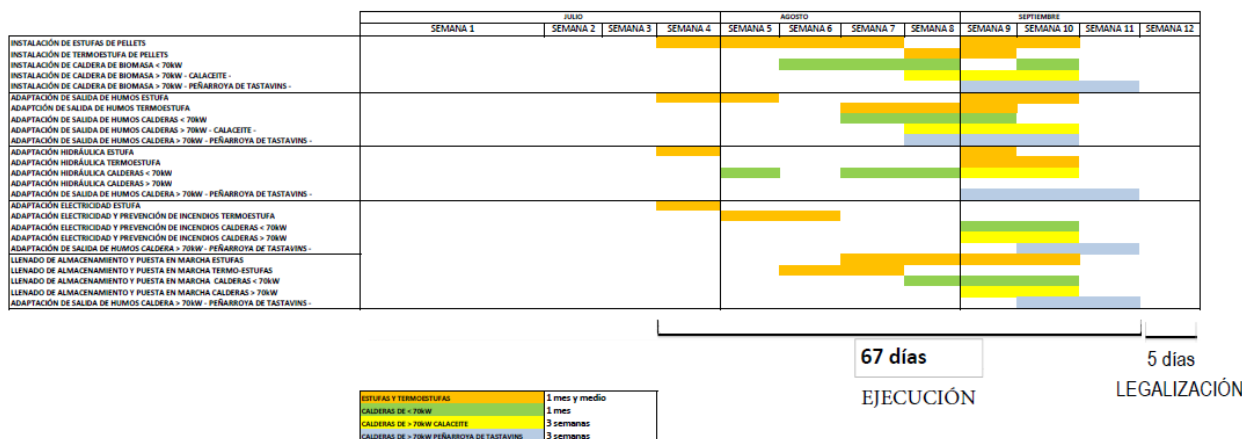 JULIO AGOSTO SEPTIEMBRE
SEMANA 1 SEMANA 2 SEMANA 3 SEMANA 4 SEMANA 5 SEMANA 6 SEMANA 7 SEMANA 8 SEMANA 9 SEMANA 10 SEMANA 11 SEMANA 12
INSTALACIÓN DE ESTUFAS DE PELLETS
INSTALACIÓN DE TERMOESTUFA DE PELLETS
INSTALACIÓN DE CALDERA DE BIOMASA < 70kW
INSTALACIÓN DE CALDERA DE BIOMASA > 70kW - CALACEITE -
INSTALACIÓN DE CALDERA DE BIOMASA > 70kW - PEÑARROYA DE TASTAVINS -
ADAPTACIÓN DE SALIDA DE HUMOS ESTUFA
ADAPTCIÓN DE SALIDA DE HUMOS TERMOESTUFA
ADAPTACIÓN DE SALIDA DE HUMOS CALDERAS < 70kW
ADAPTACIÓN DE SALIDA DE HUMOS CALDERAS > 70kW - CALACEITE -
ADAPTACIÓN DE SALIDA DE HUMOS CALDERA > 70kW - PEÑARROYA DE TASTAVINS -
ADAPTACIÓN HIDRÁULICA ESTUFA
ADAPTACIÓN HIDRÁULICA TERMOESTUFA
ADAPTACIÓN HIDRÁULICA CALDERAS < 70kW
ADAPTACIÓN HIDRÁULICA CALDERAS > 70kW
ADAPTACIÓN DE SALIDA DE HUMOS CALDERA > 70kW - PEÑARROYA DE TASTAVINS -
ADAPTACIÓN ELECTRICIDAD ESTUFA
ADAPTACIÓN ELECTRICIDAD Y PREVENCIÓN DE INCENDIOS TERMOESTUFA
ADAPTACIÓN ELECTRICIDAD Y PREVENCIÓN DE INCENDIOS CALDERAS < 70kW
ADAPTACIÓN ELECTRICIDAD Y PREVENCIÓN DE INCENDIOS CALDERAS > 70kW
ADAPTACIÓN DE SALIDA DE HUMOS CALDERA > 70kW - PEÑARROYA DE TASTAVINS -
LLENADO DE ALMACENAMIENTO Y PUESTA EN MARCHA ESTUFAS
LLENADO DE ALMACENAMIENTO Y PUESTA EN MARCHA TERMO-ESTUFAS
LLENADO DE ALMACENAMIENTO Y PUESTA EN MARCHA CALDERAS < 70kW
LLENADO DE ALMACENAMIENTO Y PUESTA EN MARCHA CALDERAS > 70kW
ADAPTACIÓN DE SALIDA DE HUMOS CALDERA > 70kW - PEÑARROYA DE TASTAVINS -
67 días
EJECUCIÓN
5 días
LEGALIZACIÓN
ESTUFAS Y TERMOESTUFAS 1 mes y medio
CALDERAS DE < 70kW 1 mes
CALDERAS DE > 70kW CALACEITE 3 semanas
CALDERAS DE > 70kW PEÑARROYA DE TASTAVINS 3 semanas